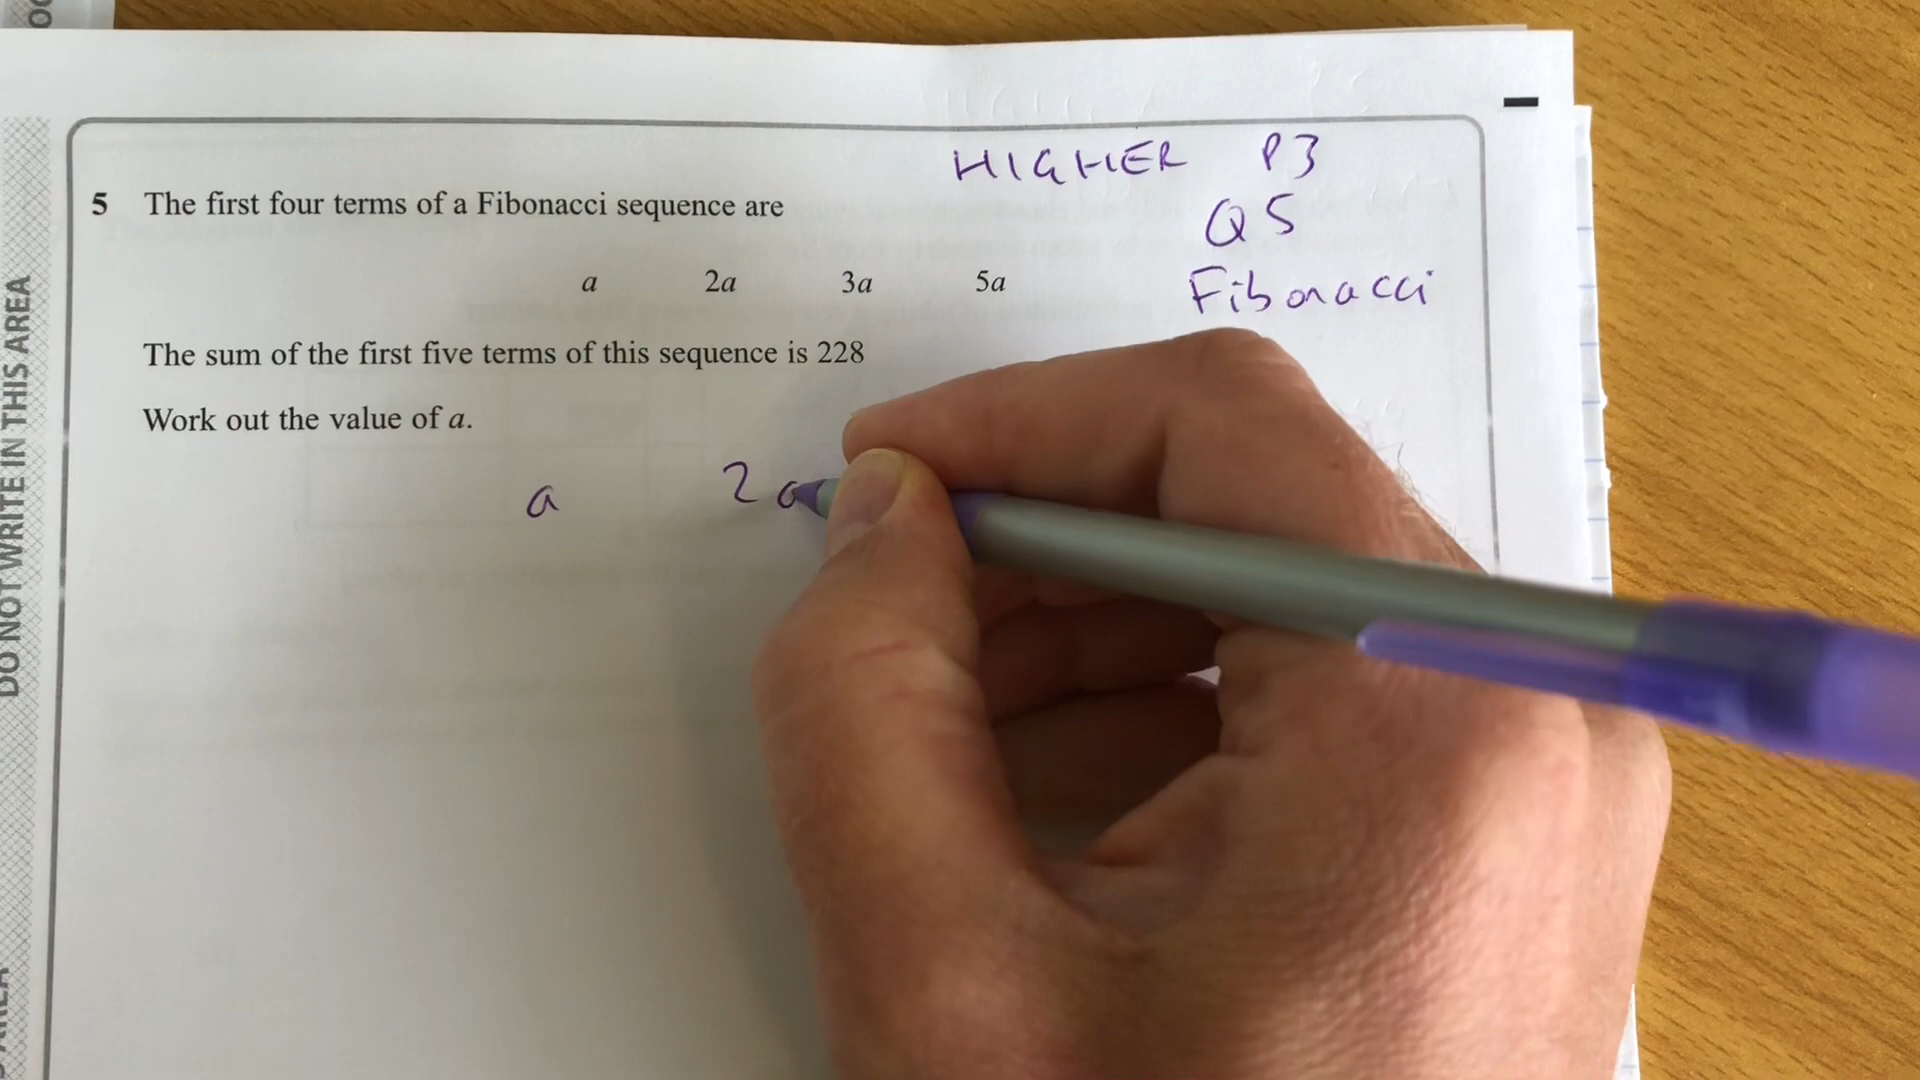 HIGHER P3
5 The first four terms of a Fibonacci sequence are
Q5
a 2a 3a 5a
Fibonacci
The sum of the first five terms of this sequence is 228
Work out the value of a.
a 2a
DO NOT WRITE IN THIS AREA